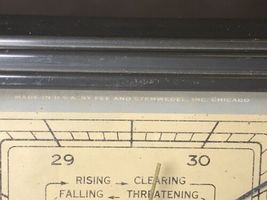 MADE IN U.S.A. BY FEE AND STEMWEDEL, INC. CHICAGO
29 30
RISING CLEARING
FALLING THREATENING